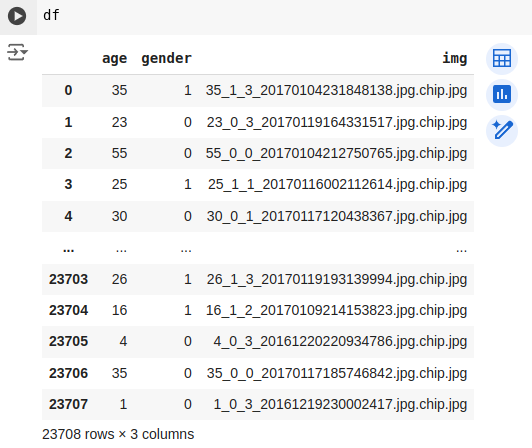 df
age gender img
0 35 1 35_1_3_20170104231848138.jpg.chip.jpg
1 23 0 23_0_3_20170119164331517.jpg.chip.jpg
2 55 0 55_0_0_20170104212750765.jpg.chip.jpg
3 25 1 25_1_1_20170116002112614.jpg.chip.jpg
4 30 0 30_0_1_20170117120438367.jpg.chip.jpg
... ... ... ...
23703 26 1 26_1_3_20170119193139994.jpg.chip.jpg
23704 16 1 16_1_2_20170109214153823.jpg.chip.jpg
23705 4 0 4_0_3_20161220220934786.jpg.chip.jpg
23706 35 0 35_0_0_20170117185746842.jpg.chip.jpg
23707 1 0 1_0_3_20161219230002417.jpg.chip.jpg
23708 rows × 3 columns